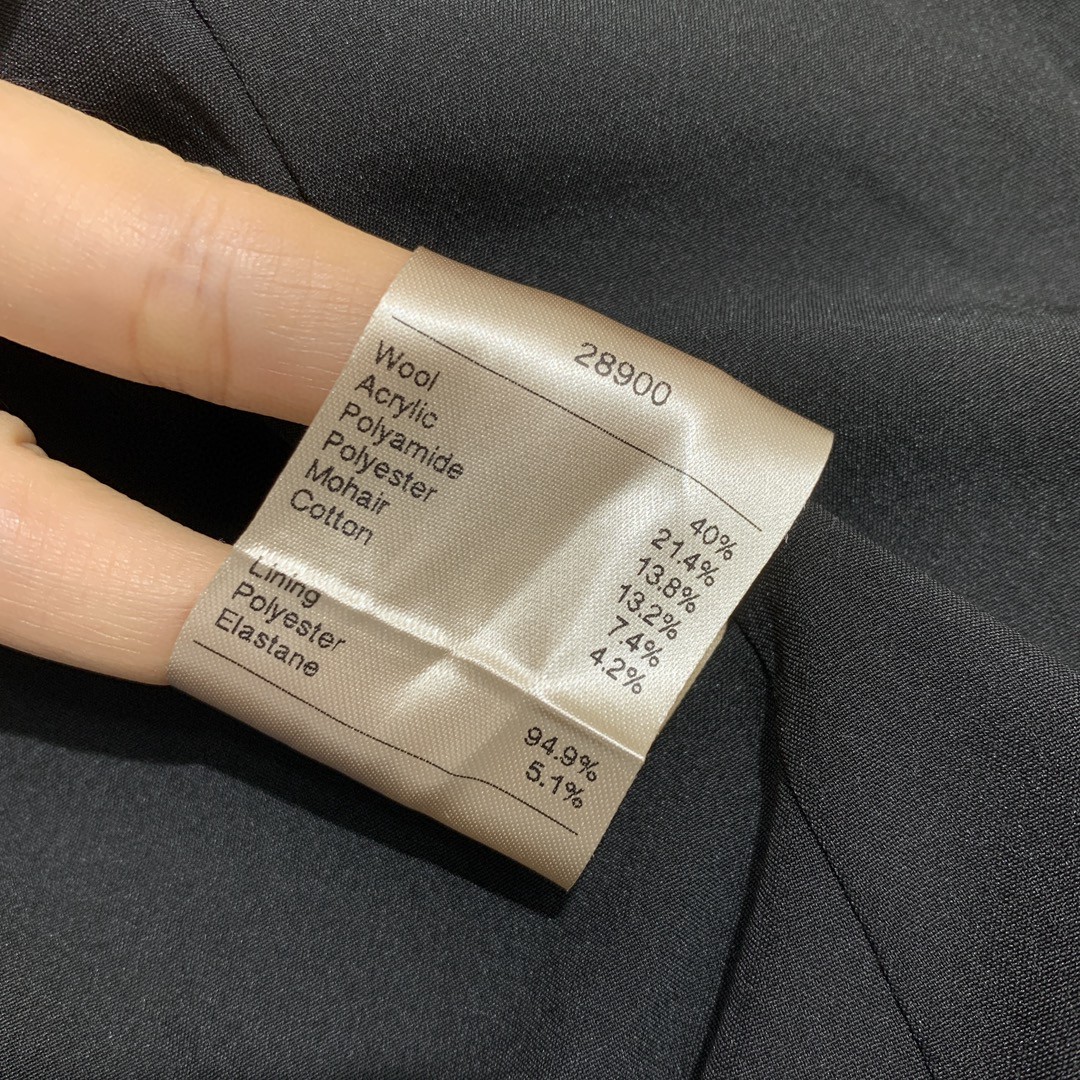 28900
Wool 40%
Acrylic 21.4%
Polyamide 13.8%
Polyester 13.2%
Mohair 7.4%
Cotton 4.2%
Lining
Polyester 94.9%
Elastane 5.1%